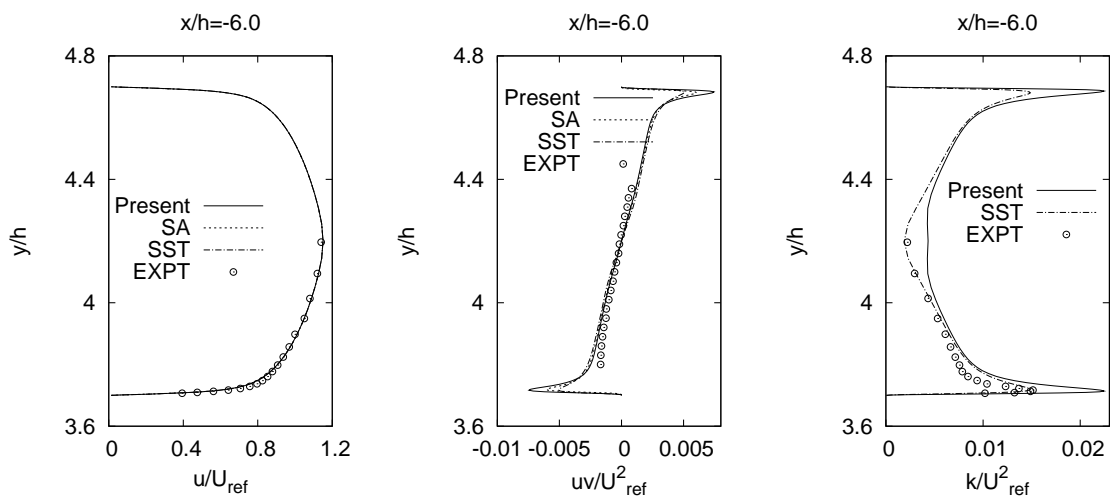 x/h=-6.0
4.8
4.4
4
3.6
y/h
Present
SA
SST
EXPT
0 0.4 0.8 1.2
u/U_ref
x/h=-6.0
4.8
4.4
4
3.6
y/h
Present
SA
SST
EXPT
-0.01 -0.005 0 0.005
uv/U²_ref
x/h=-6.0
4.8
4.4
4
3.6
y/h
Present
SST
EXPT
0 0.01 0.02
k/U²_ref